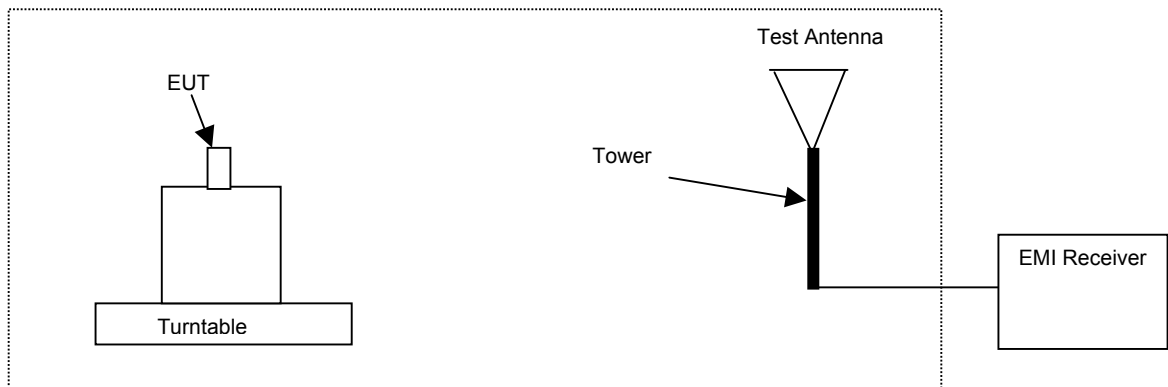 Test Antenna
EUT
Tower
EMI Receiver
Turntable